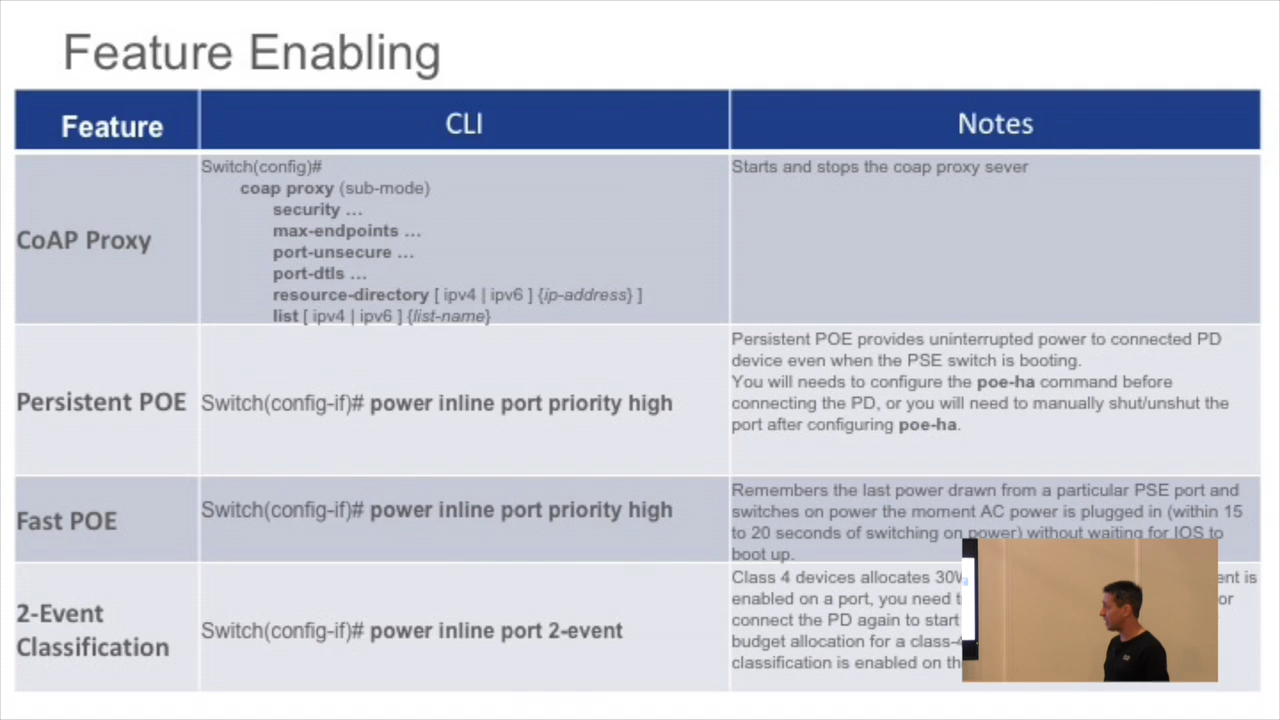 Feature Enabling
Feature
CLI
Notes
CoAP Proxy
Switch(config)#
coap proxy (sub-mode)
security ...
max-endpoints ...
port-unsecure ...
port-dtls ...
resource-directory [ ipv4 | ipv6 ] {ip-address} ]
list [ ipv4 | ipv6 ] {list-name}
Starts and stops the coap proxy sever
Persistent POE
Switch(config-if)# power inline port priority high
Persistent POE provides uninterrupted power to connected PD
device even when the PSE switch is booting.
You will needs to configure the poe-ha command before
connecting the PD, or you will need to manually shut/unshut the
port after configuring poe-ha.
Fast POE
Switch(config-if)# power inline port priority high
Remembers the last power drawn from a particular PSE port and
switches on power the moment AC power is plugged in (within 15
to 20 seconds of switching on power) without waiting for IOS to
boot up.
2-Event
Classification
Switch(config-if)# power inline port 2-event
Class 4 devices allocates 30W is
enabled on a port, you need or
connect the PD again to start
budget allocation for a
classification is enabled on